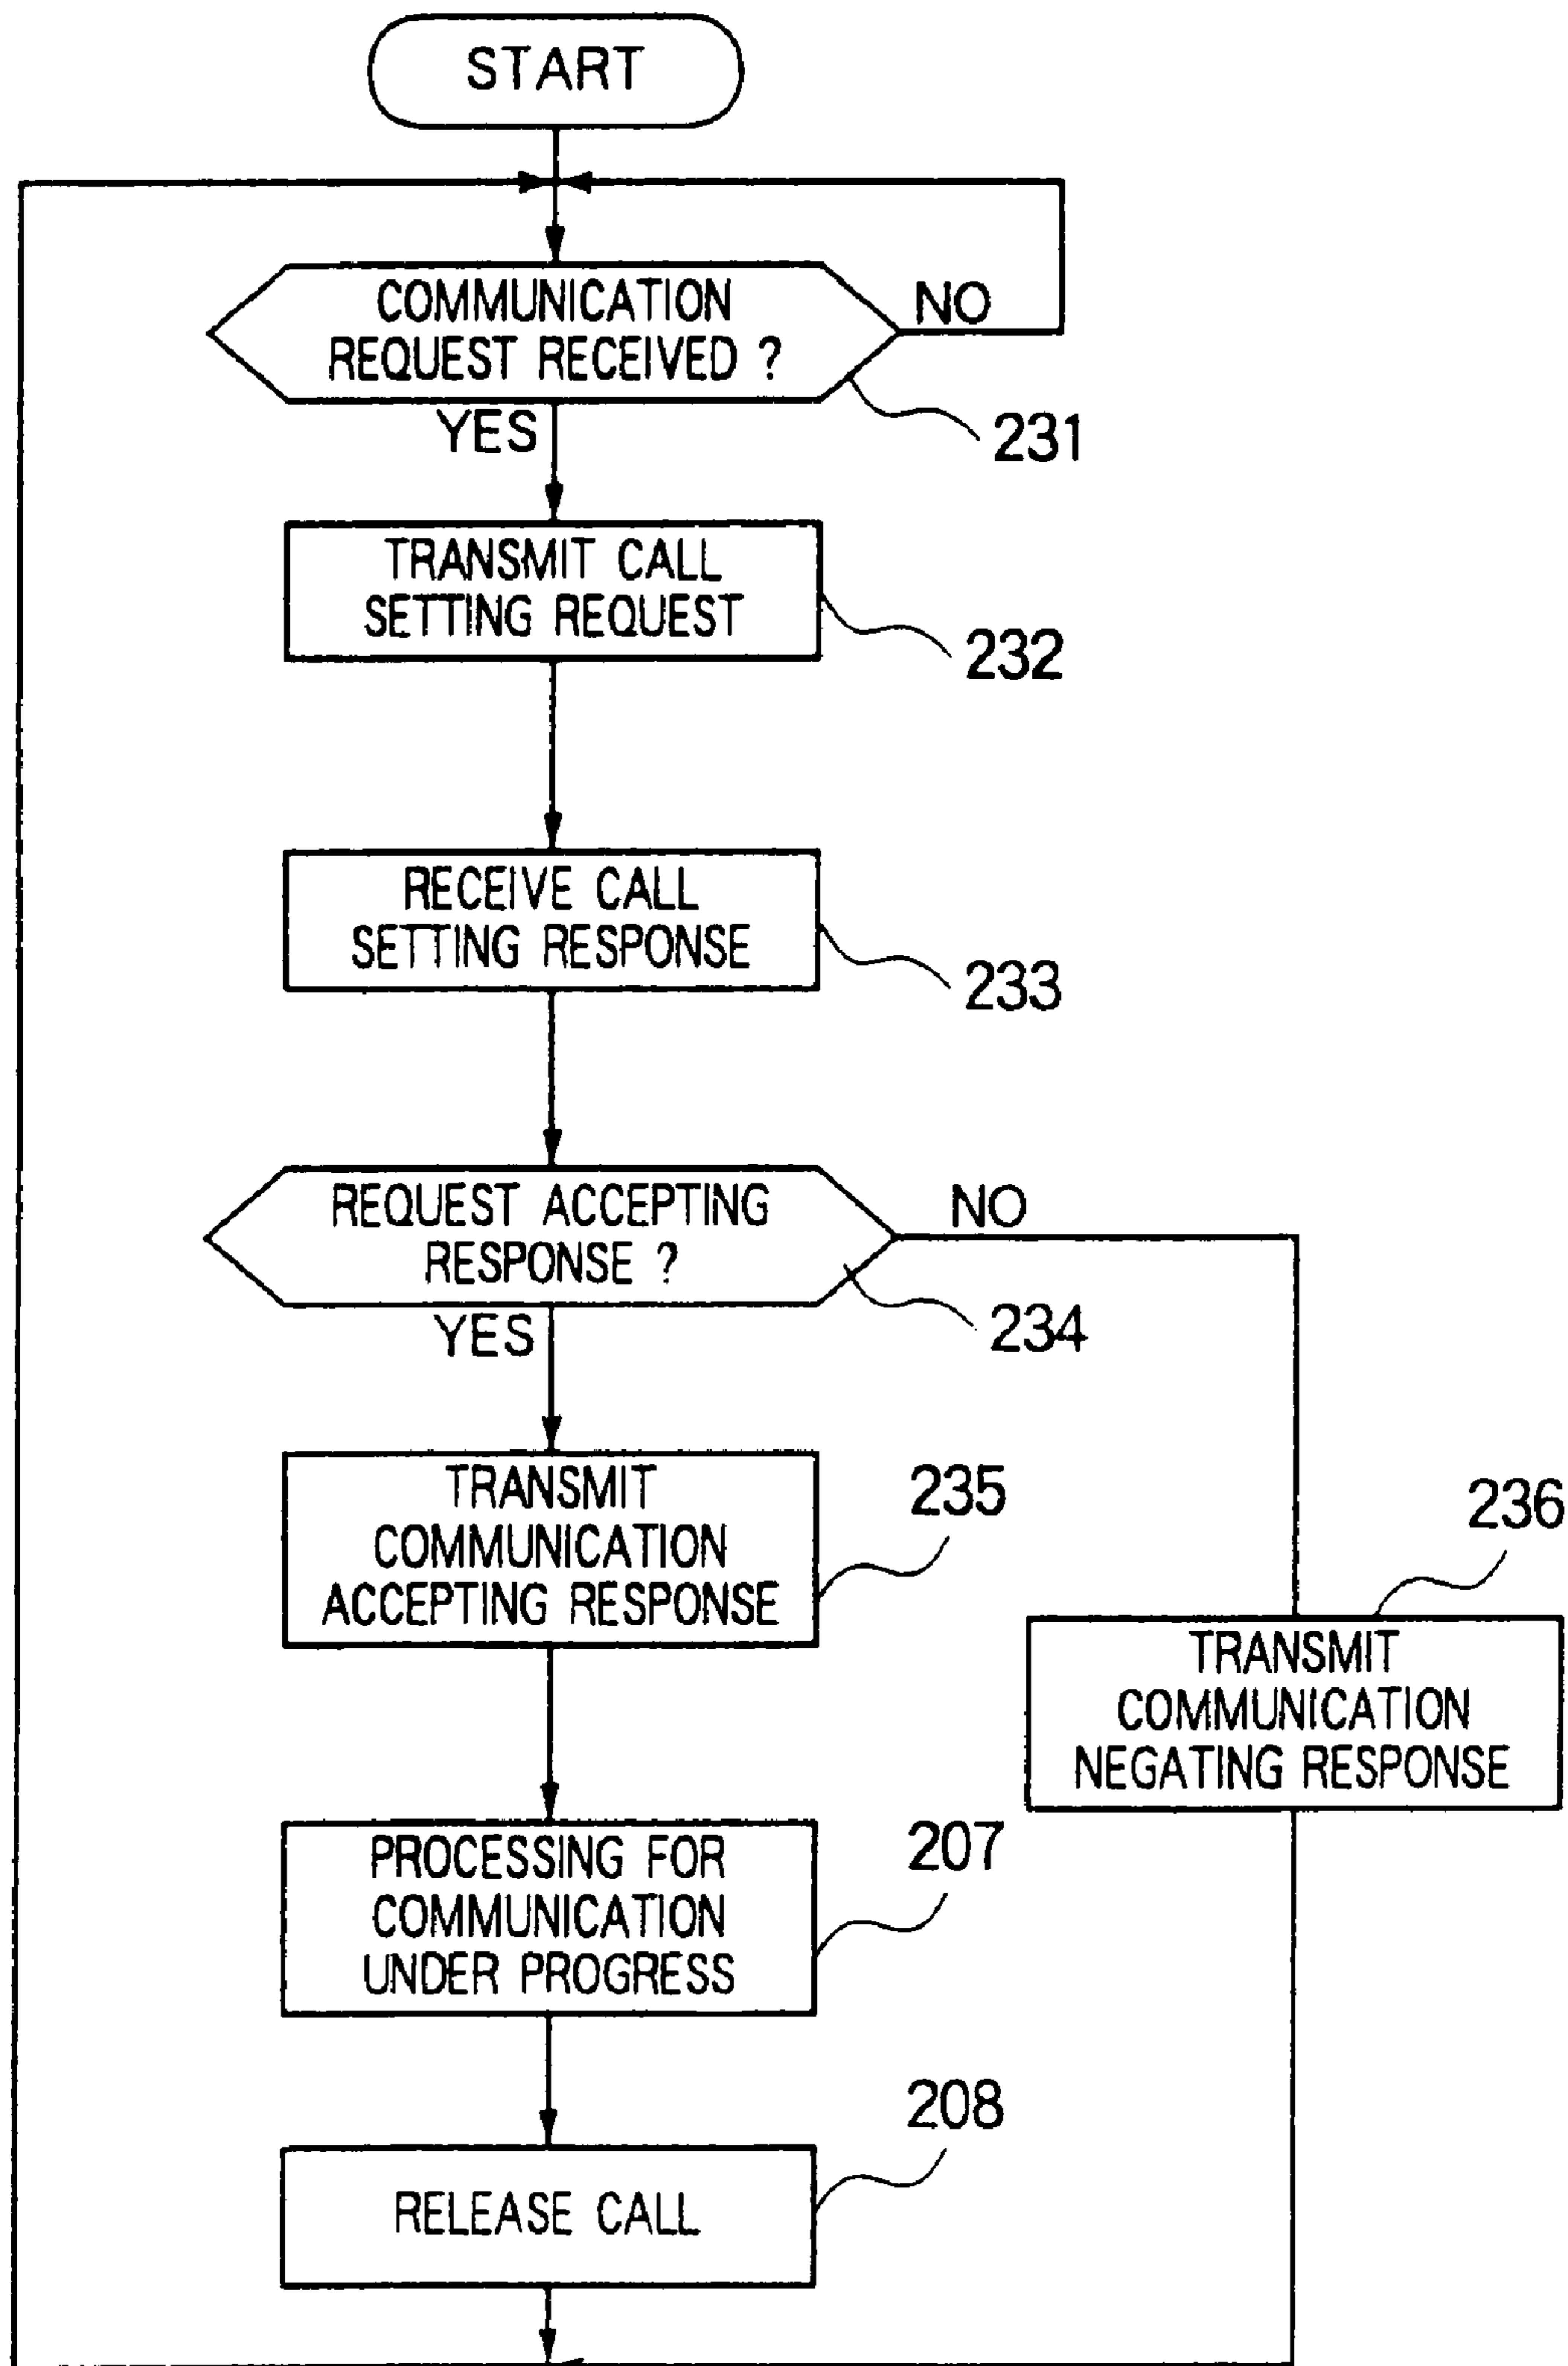 START
COMMUNICATION
REQUEST RECEIVED ?
NO
YES
231
TRANSMIT CALL
SETTING REQUEST
232
RECEIVE CALL
SETTING RESPONSE
233
REQUEST ACCEPTING
RESPONSE ?
NO
YES
234
TRANSMIT
COMMUNICATION
ACCEPTING RESPONSE
235
236
TRANSMIT
COMMUNICATION
NEGATING RESPONSE
PROCESSING FOR
COMMUNICATION
UNDER PROGRESS
207
RELEASE CALL
208